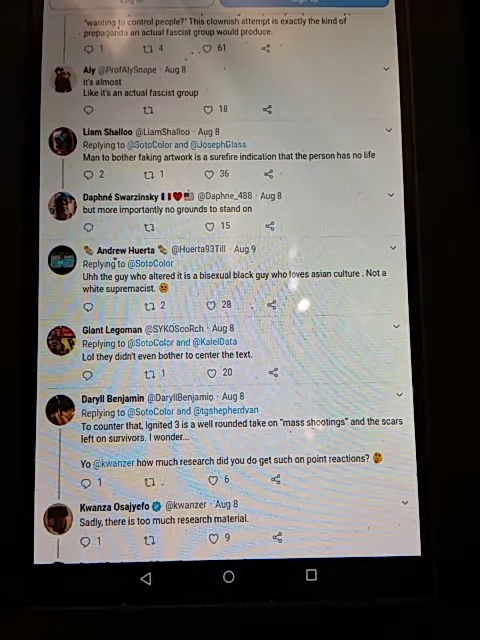 Log in
Sign up
"wanting to control people?" This clownish attempt is exactly the kind of
propaganda an actual fascist group would produce.
1 4 61
Aly @ProfAlySnape · Aug 8
it's almost
Like it's an actual fascist group
18
Liam Shalloo @LiamShalloo · Aug 8
Replying to @SotoColor and @JosephGlass
Man to bother faking artwork is a surefire indication that the person has no life
2 1 36
Daphné Swarzinsky 🇫🇷❤️🇺🇸 @Daphne_488 · Aug 8
but more importantly no grounds to stand on
15
Andrew Huerta @Huerta93Till · Aug 9
Replying to @SotoColor
Uhh the guy who altered it is a bisexual black guy who loves asian culture . Not a
white supremacist.
2 28
Giant Legoman @SYKOScoRch · Aug 8
Replying to @SotoColor and @KalelData
Lol they didn't even bother to center the text.
1 20
Daryll Benjamin @DaryllBenjamin · Aug 8
Replying to @SotoColor and @tgshepherdvan
To counter that, Ignited 3 is a well rounded take on "mass shootings" and the scars
left on survivors. I wonder...
Yo @kwanzer how much research did you do get such on point reactions? 🤔
1 6
Kwanza Osajyefo @kwanzer · Aug 8
Sadly, there is too much research material.
1 9